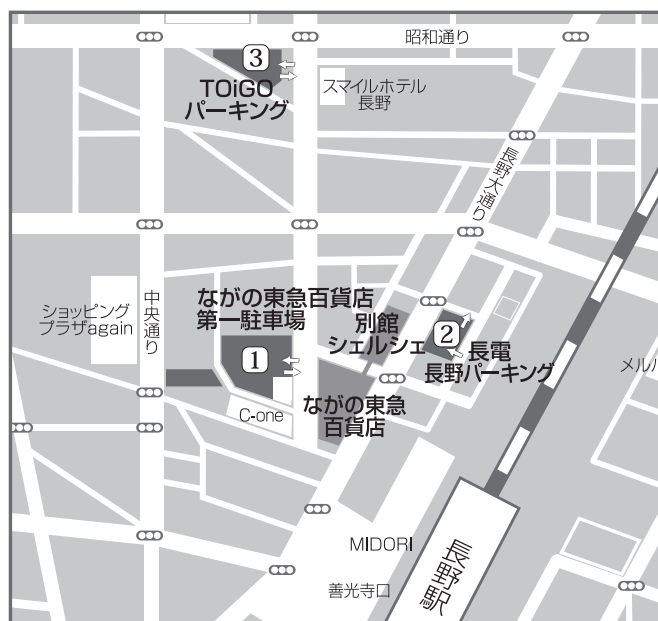 昭和通り
3
TOiGO
パーキング
スマイルホテル
長野
長野大通り
ショッピング
プラザagain
中央通り
ながの東急百貨店
第一駐車場
1
別館
シェルシェ
2
長電
長野パーキング
メルパ
C-one
ながの東急
百貨店
MIDORI
善光寺口
長野駅